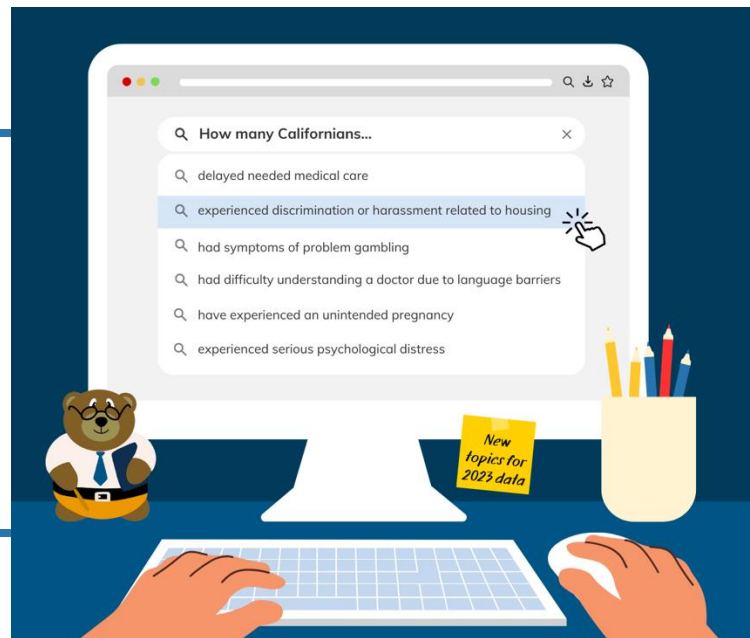 How many Californians...
delayed needed medical care
experienced discrimination or harassment related to housing
had symptoms of problem gambling
had difficulty understanding a doctor due to language barriers
have experienced an unintended pregnancy
experienced serious psychological distress
New
topics for
2023 data